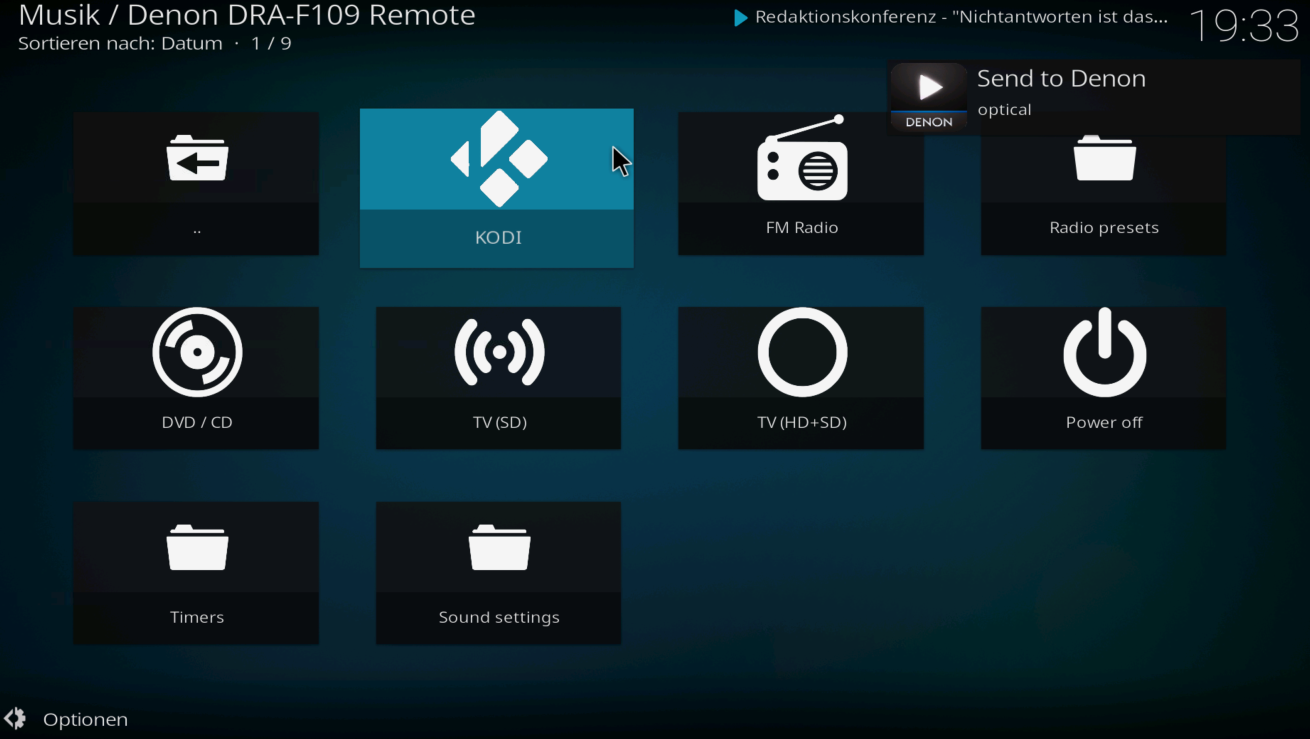 Musik / Denon DRA-F109 Remote
Sortieren nach: Datum · 1 / 9
Redaktionskonferenz - "Nichtantworten ist das...
19:33
Send to Denon
optical
DENON
..
KODI
FM Radio
Radio presets
DVD / CD
TV (SD)
TV (HD+SD)
Power off
Timers
Sound settings
Optionen